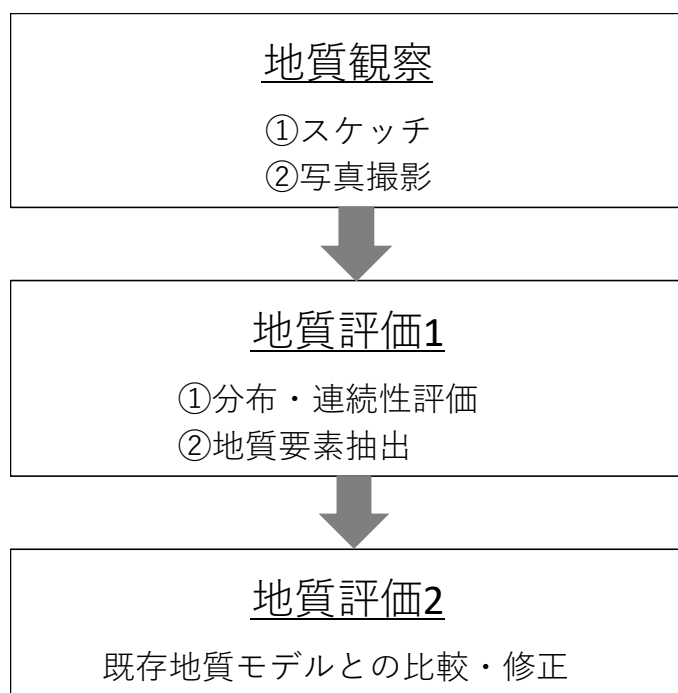 地質観察
①スケッチ
②写真撮影
地質評価1
①分布・連続性評価
②地質要素抽出
地質評価2
既存地質モデルとの比較・修正